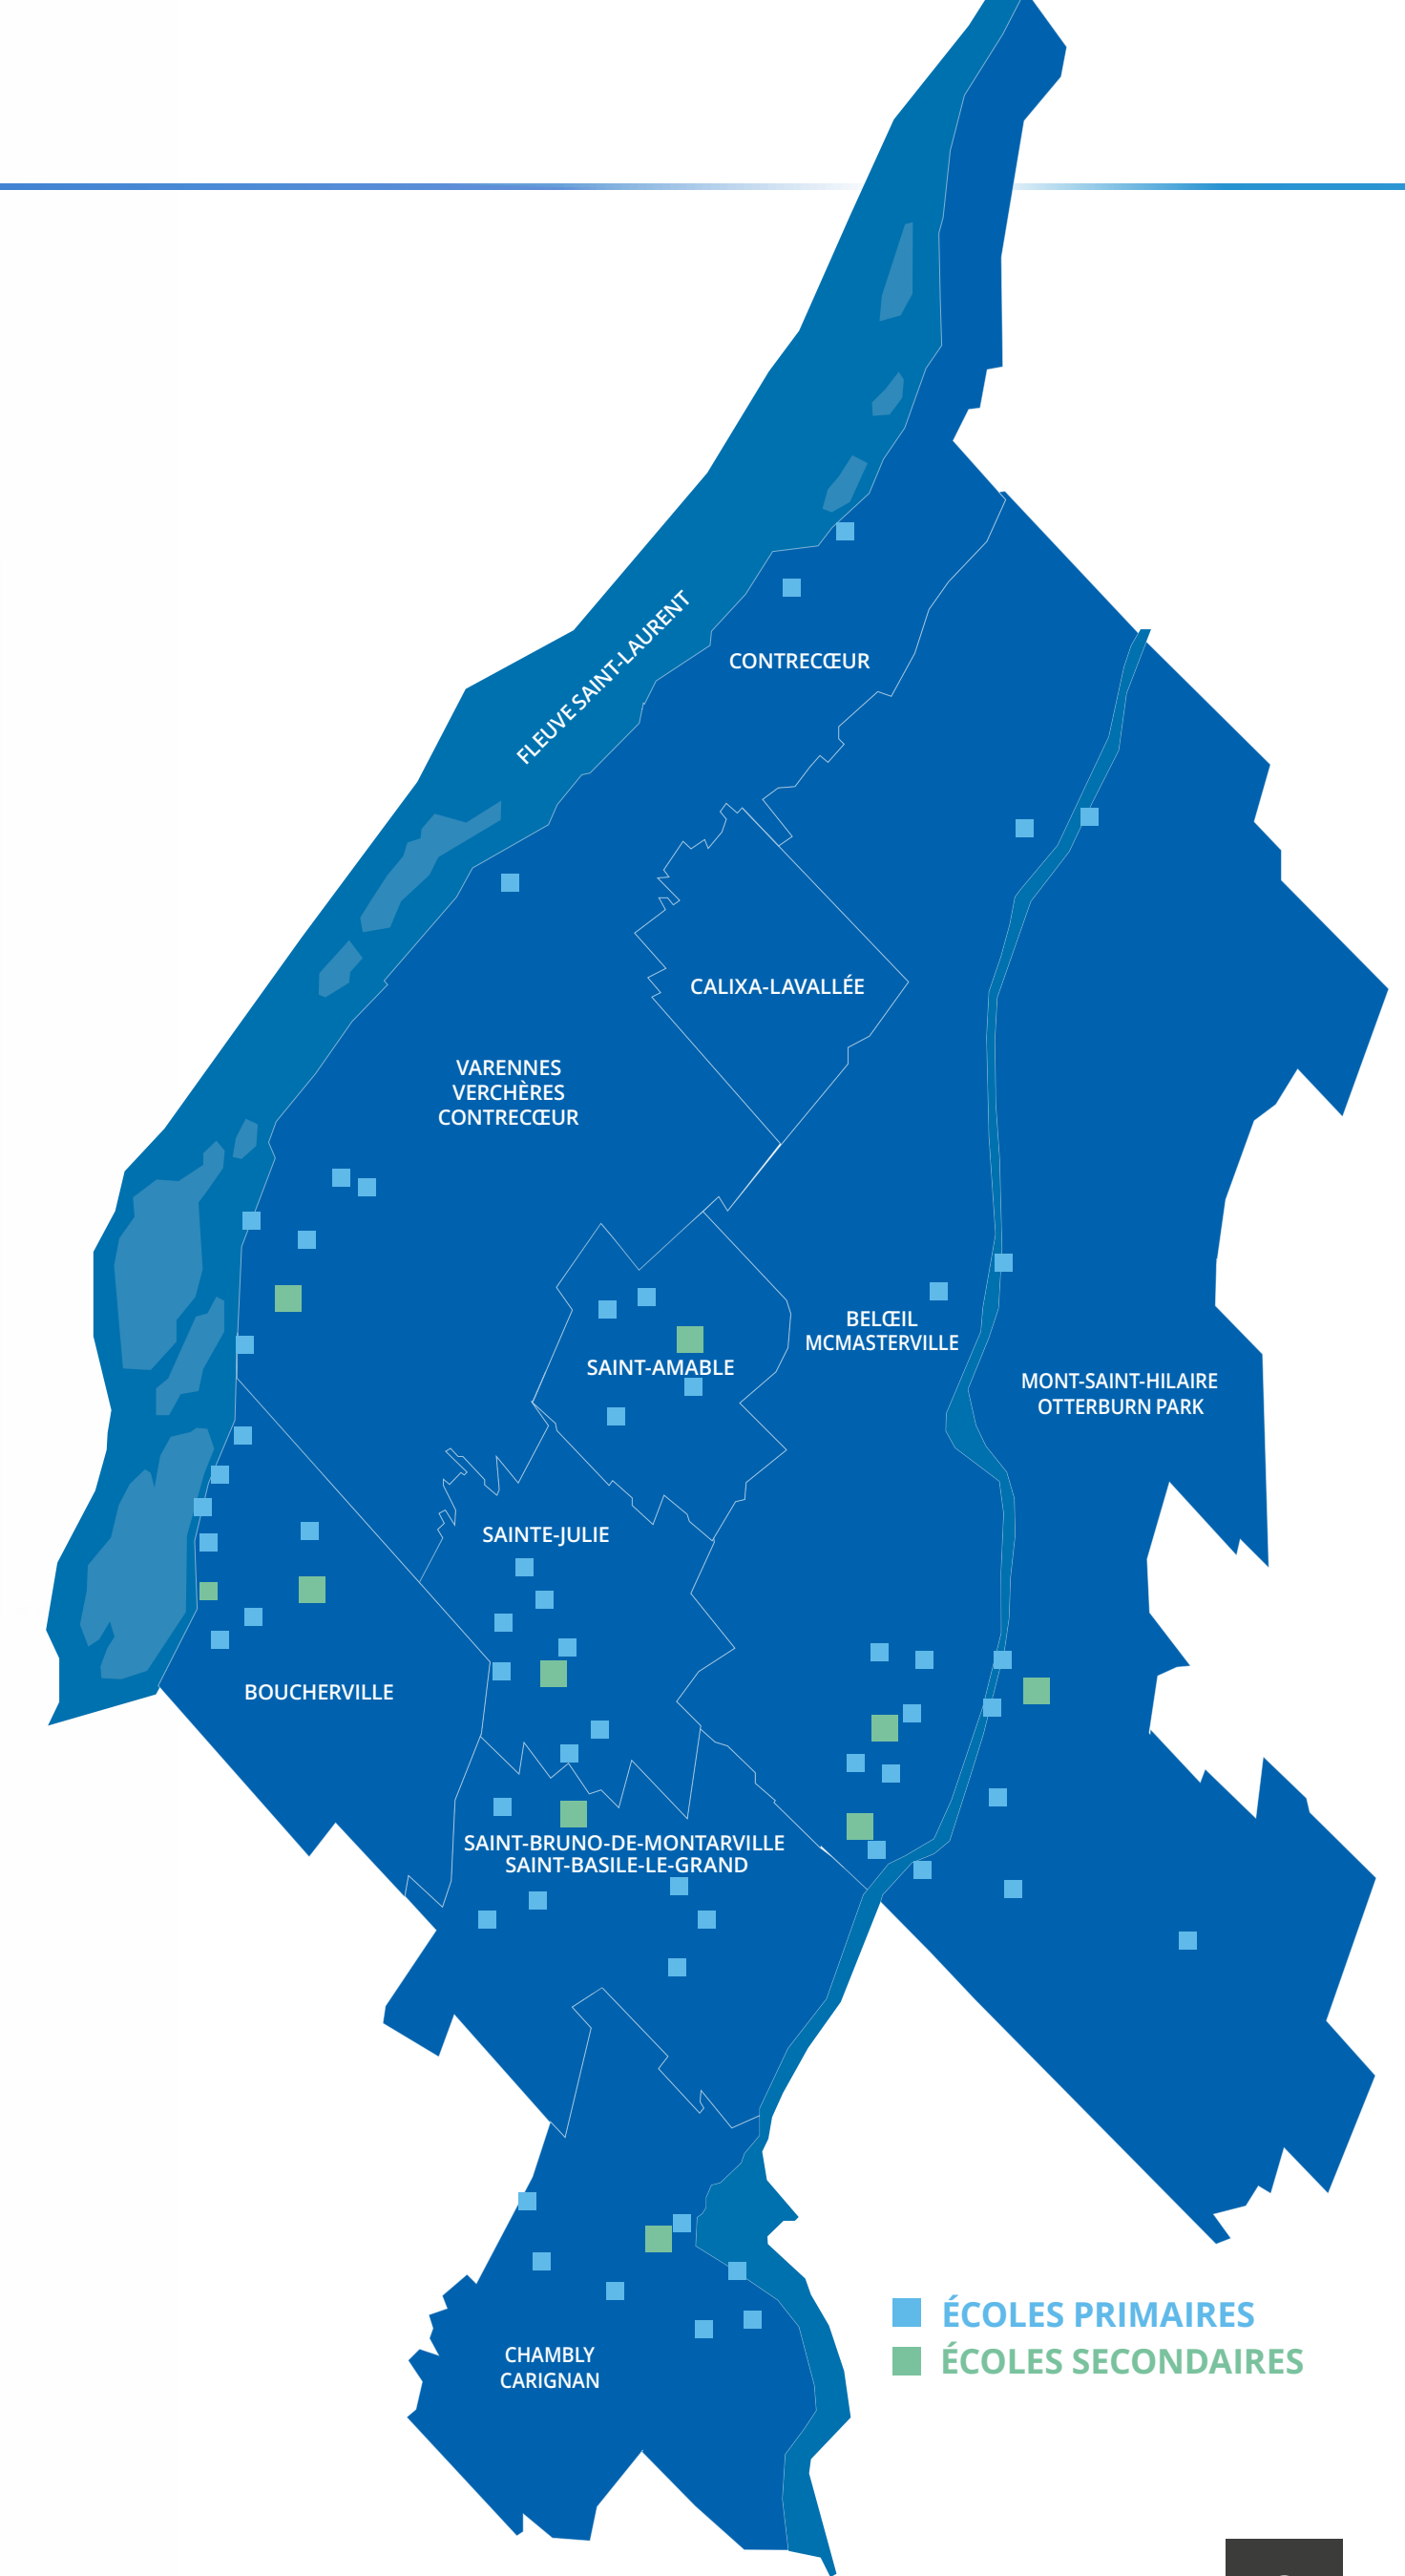 FLEUVE SAINT-LAURENT
CONTRECŒUR
CALIXA-LAVALLÉE
VARENNES
VERCHÈRES
CONTRECŒUR
BELŒIL
MCMASTERVILLE
SAINT-AMABLE
MONT-SAINT-HILAIRE
OTTERBURN PARK
SAINTE-JULIE
BOUCHERVILLE
SAINT-BRUNO-DE-MONTARVILLE
SAINT-BASILE-LE-GRAND
ÉCOLES PRIMAIRES
ÉCOLES SECONDAIRES
CHAMBLY
CARIGNAN